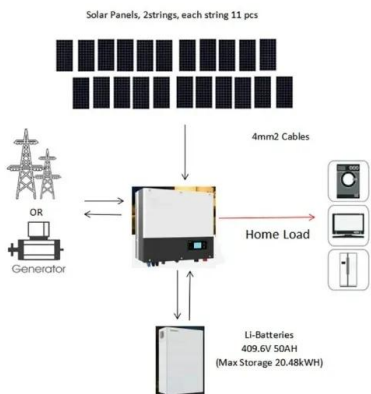 Solar Panels, 2strings, each string 11 pcs
4mm2 Cables
OR
Generator
Home Load
Li-Batteries
409.6V 50AH
(Max Storage 20.48kWH)